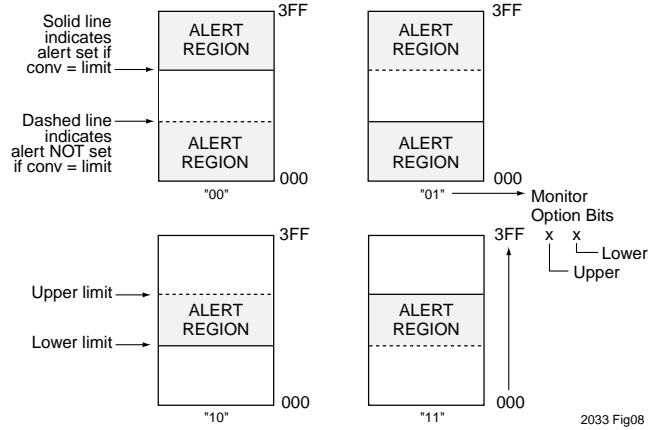 Solid line
indicates
alert set if
conv = limit
Dashed line
indicates
alert NOT set
if conv = limit
ALERT
REGION
3FF
ALERT
REGION
000
"00"
ALERT
REGION
3FF
ALERT
REGION
000
"01"
Monitor
Option Bits
x x
Lower
Upper
Upper limit
Lower limit
3FF
ALERT
REGION
000
"10"
3FF
ALERT
REGION
000
"11"
2033 Fig08